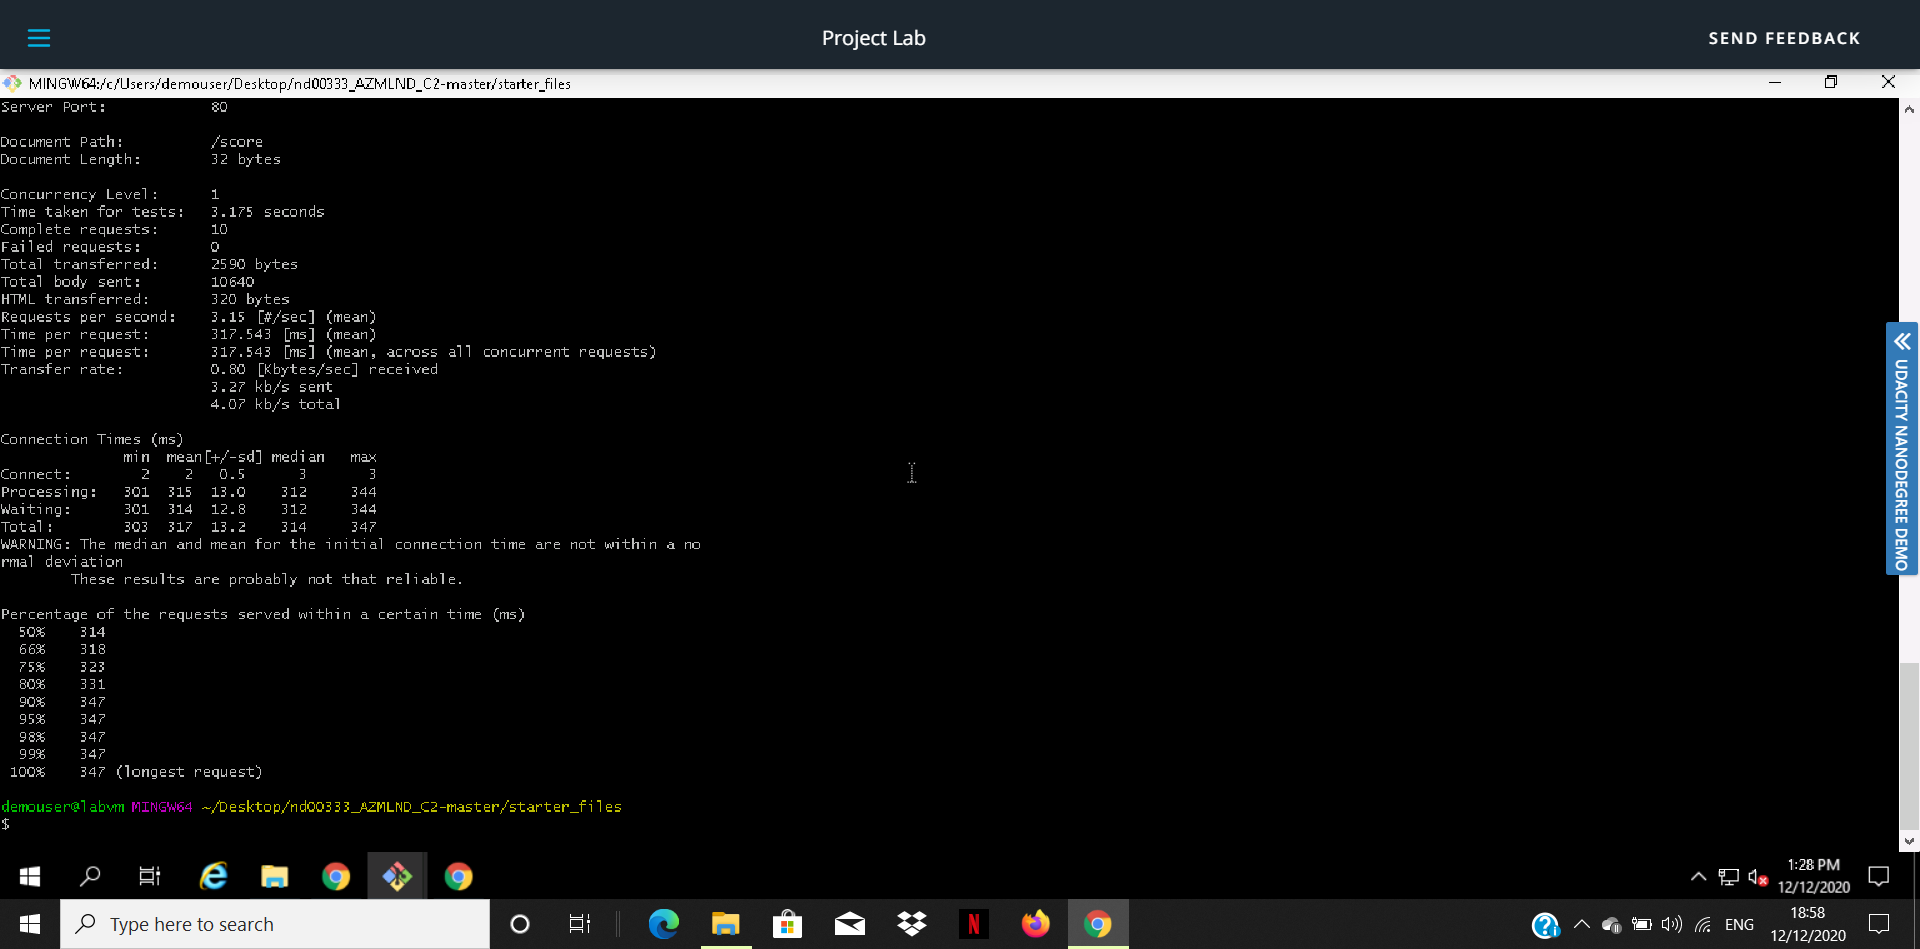 Project Lab
SEND FEEDBACK
MINGW64:/c/Users/demouser/Desktop/nd00333_AZMLND_C2-master/starter_files
Server Port:            80
Document Path:          /score
Document Length:        32 bytes
Concurrency Level:      1
Time taken for tests:   3.175 seconds
Complete requests:      10
Failed requests:        0
Total transferred:      2590 bytes
Total body sent:        10640
HTML transferred:       320 bytes
Requests per second:    3.15 [#/sec] (mean)
Time per request:       317.543 [ms] (mean)
Time per request:       317.543 [ms] (mean, across all concurrent requests)
Transfer rate:          0.80 [Kbytes/sec] received
                        3.27 kb/s sent
                        4.07 kb/s total
Connection Times (ms)
              min  mean[+/-sd] median   max
Connect:        2    2   0.5      3       3
Processing:   301  315  13.0    312     344
Waiting:      301  314  12.8    312     344
Total:        303  317  13.2    314     347
WARNING: The median and mean for the initial connection time are not within a no
rmal deviation
        These results are probably not that reliable.
Percentage of the requests served within a certain time (ms)
  50%    314
  66%    318
  75%    323
  80%    331
  90%    347
  95%    347
  98%    347
  99%    347
 100%    347 (longest request)
demouser@labvm MINGW64 ~/Desktop/nd00333_AZMLND_C2-master/starter_files
$
UDACITY NANODEGREE DEMO
1:28 PM
12/12/2020
Type here to search
N
ENG
18:58
12/12/2020